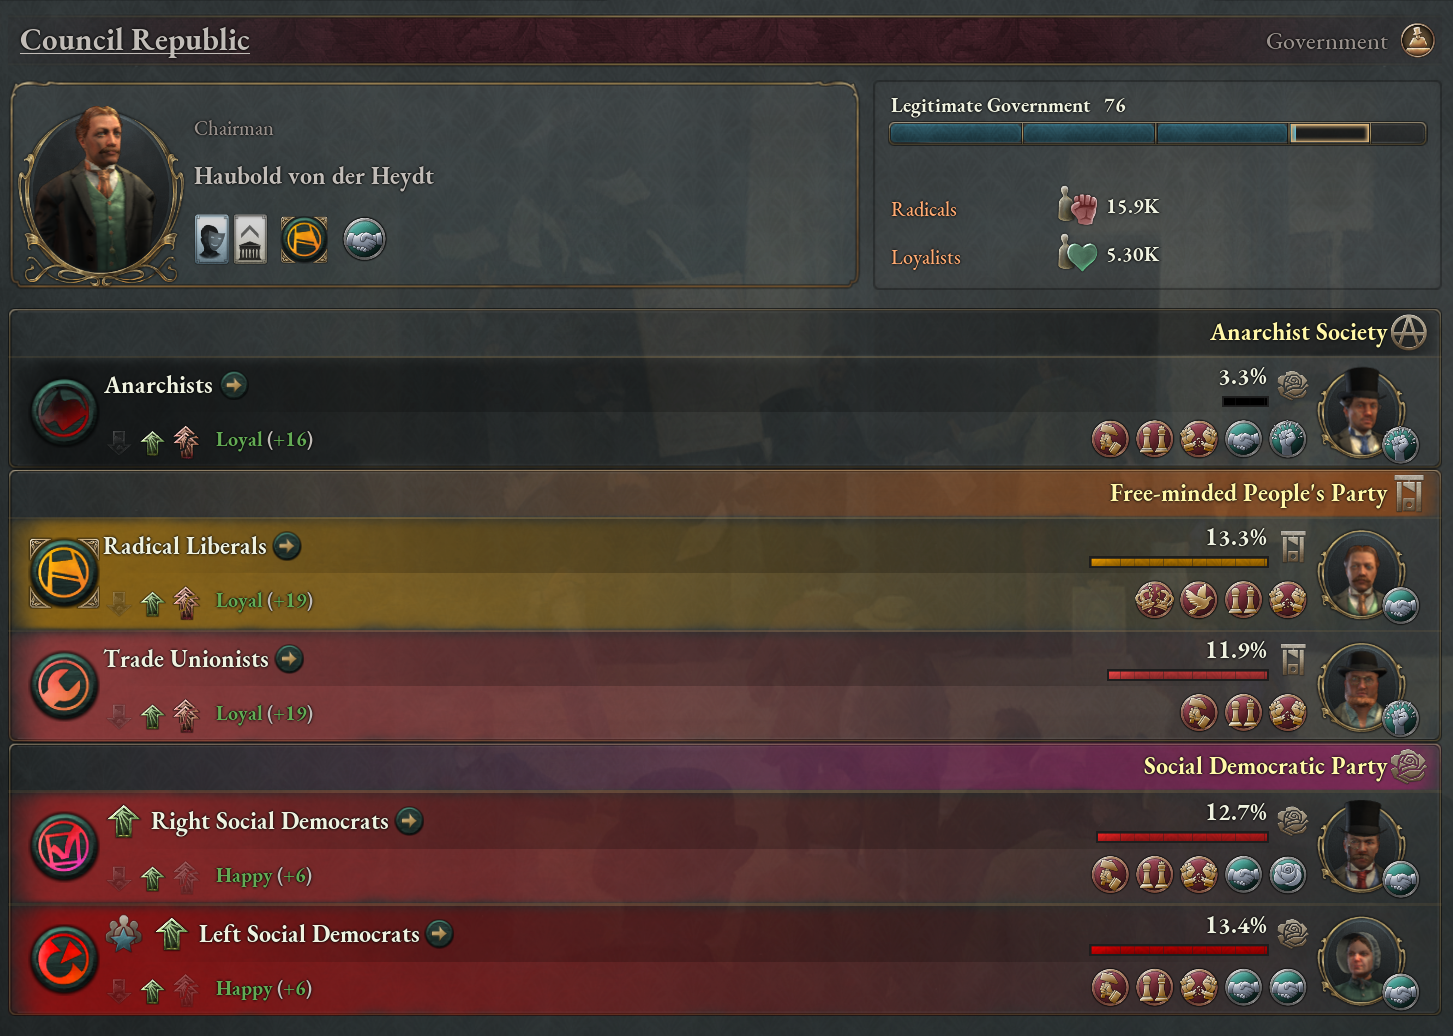 Council Republic
Government
Chairman
Haubold von der Heydt
Legitimate Government 76
Radicals 15.9K
Loyalists 5.30K
Anarchist Society
Anarchists
3.3%
Loyal (+16)
Free-minded People's Party
Radical Liberals
13.3%
Loyal (+19)
Trade Unionists
11.9%
Loyal (+19)
Social Democratic Party
Right Social Democrats
12.7%
Happy (+6)
Left Social Democrats
13.4%
Happy (+6)